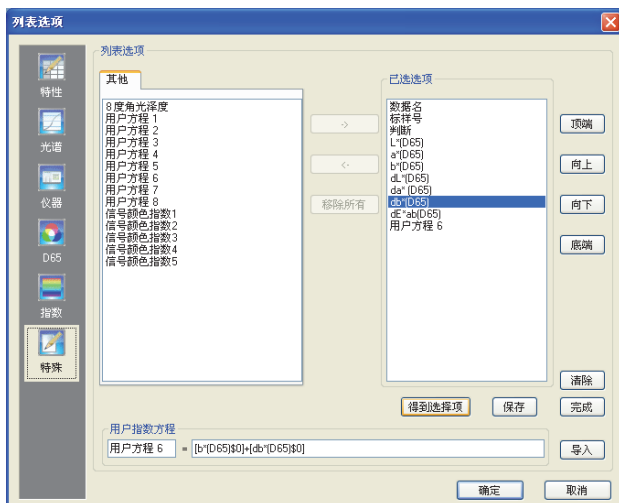 列表选项
特性
光谱
仪器
D65
指数
特殊
列表选项
其他
8度角光泽度
用户方程 1
用户方程 2
用户方程 3
用户方程 4
用户方程 5
用户方程 6
用户方程 7
用户方程 8
信号颜色指数1
信号颜色指数2
信号颜色指数3
信号颜色指数4
信号颜色指数5
->
<-
移除所有
已选选项
数据名
标样号
判断
L*(D65)
a*(D65)
b*(D65)
dL*(D65)
da* (D65)
db*(D65)
dE*ab(D65)
用户方程 6
顶端
向上
向下
底端
清除
得到选择项
保存
完成
用户指数方程
用户方程 6 = [b*(D65)$0]+[db*(D65)$0]
导入
确定
取消